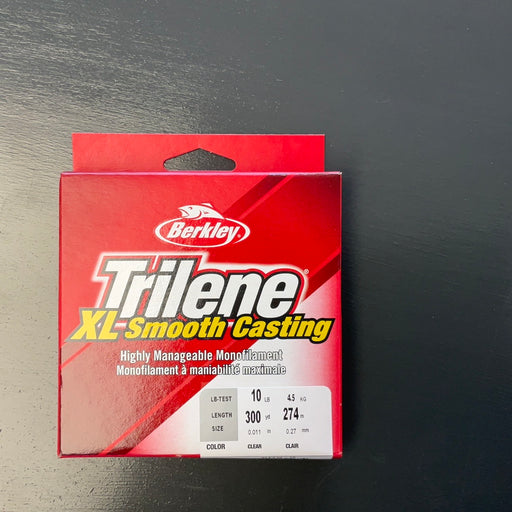 Berkley
Trilene®
XL Smooth Casting
Highly Manageable Monofilament
Monofilament à maniabilité maximale
LB-TEST 10 LB 4.5 KG
LENGTH 300 yd 274 m
SIZE 0.011 in 0.27 mm
COLOR CLEAR CLAIR